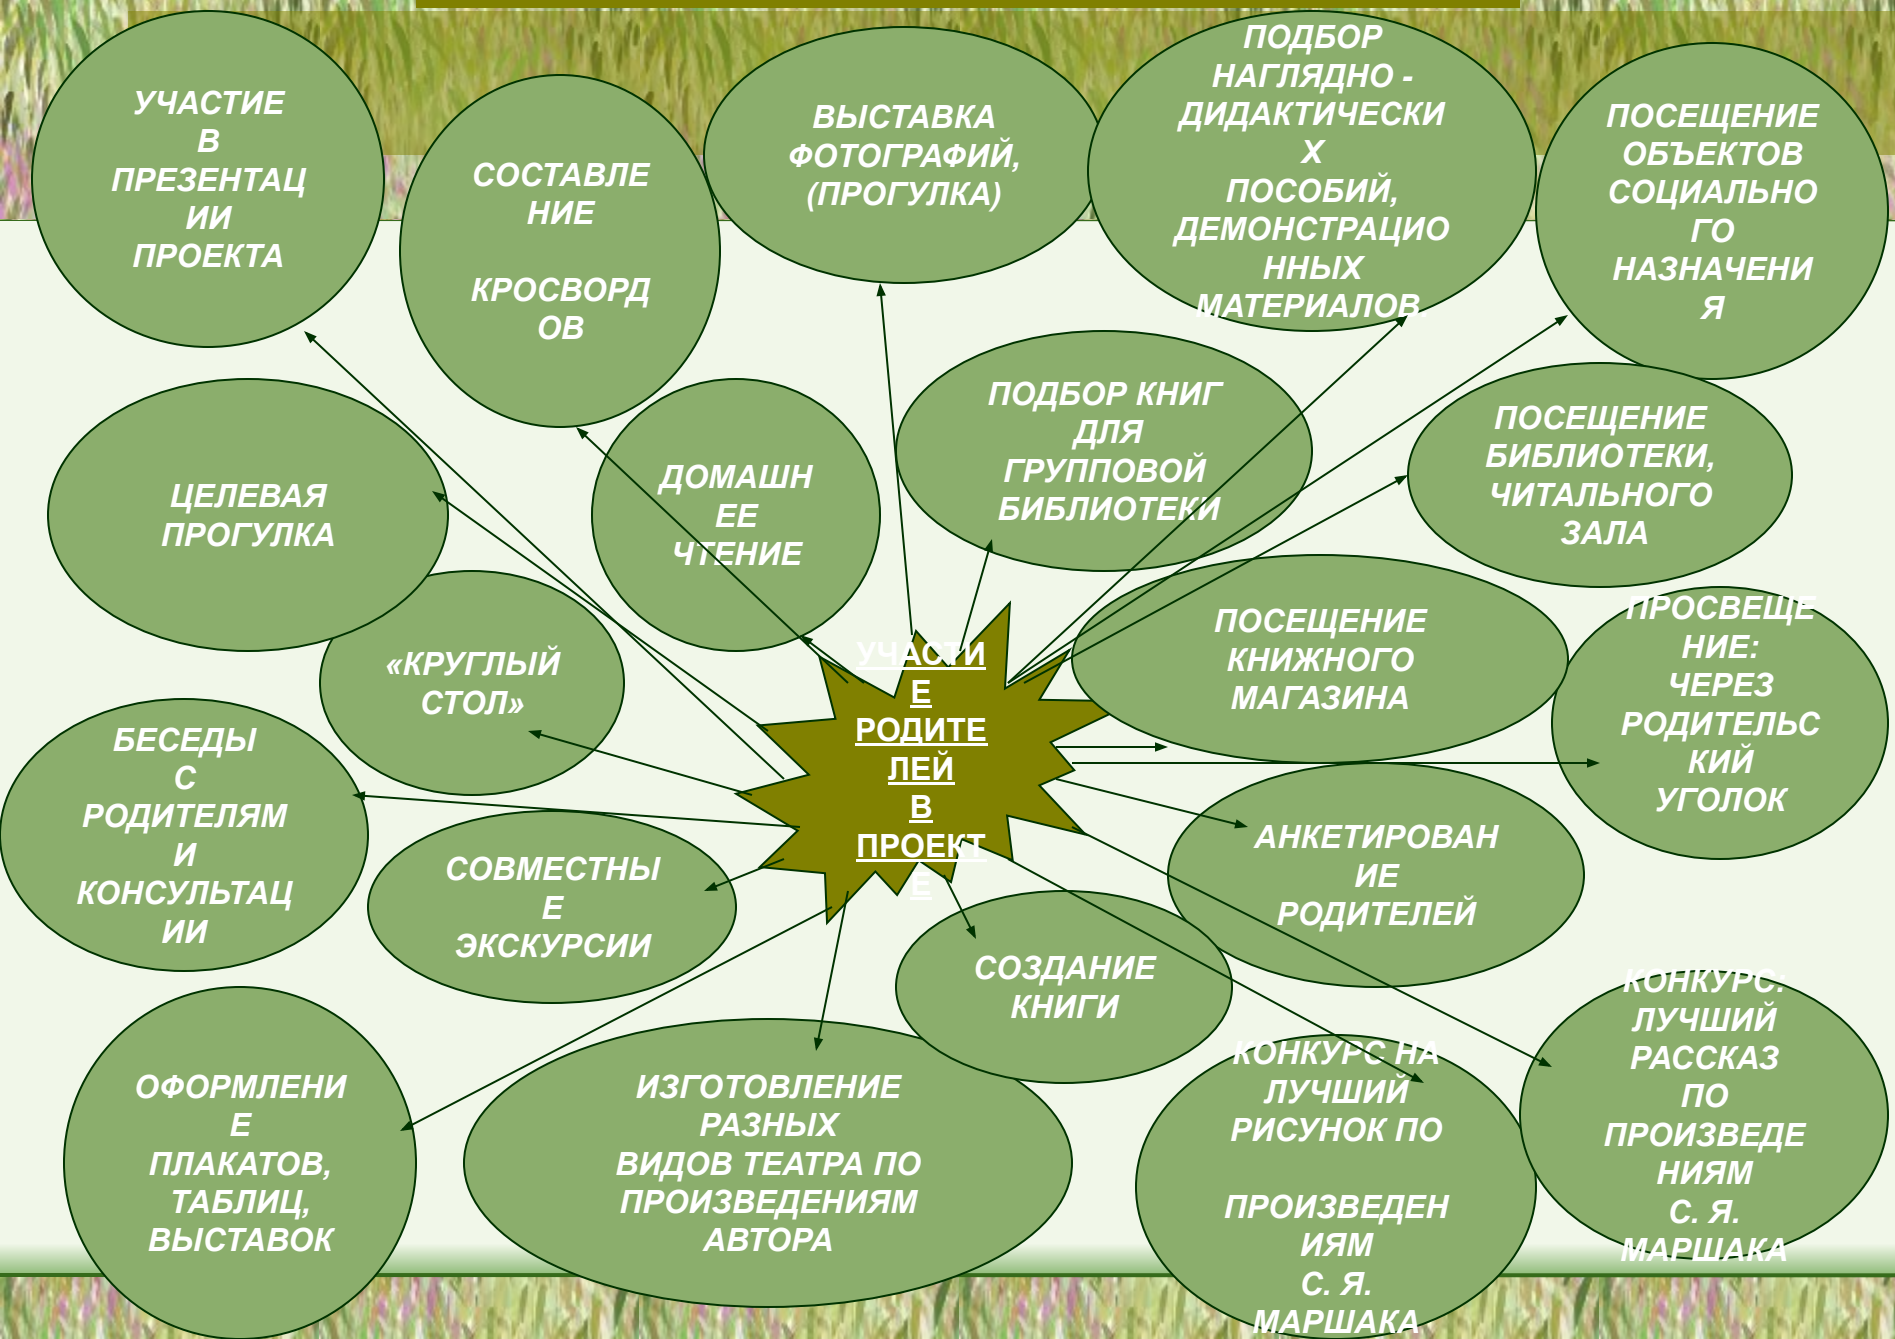 УЧАСТИЕ
В
ПРЕЗЕНТАЦ
ИИ
ПРОЕКТА
СОСТАВЛЕ
НИЕ
КРОСВОРД
ОВ
ВЫСТАВКА
ФОТОГРАФИЙ,
(ПРОГУЛКА)
ПОДБОР
НАГЛЯДНО -
ДИДАКТИЧЕСКИ
Х
ПОСОБИЙ,
ДЕМОНСТРАЦИО
ННЫХ
МАТЕРИАЛОВ.
ПОСЕЩЕНИЕ
ОБЪЕКТОВ
СОЦИАЛЬНО
ГО
НАЗНАЧЕНИ
Я
ЦЕЛЕВАЯ
ПРОГУЛКА
ДОМАШН
ЕЕ
ЧТЕНИЕ
ПОДБОР КНИГ
ДЛЯ
ГРУППОВОЙ
БИБЛИОТЕКИ
ПОСЕЩЕНИЕ
БИБЛИОТЕКИ,
ЧИТАЛЬНОГО
ЗАЛА
«КРУГЛЫЙ
СТОЛ»
УЧАСТИ
Е
РОДИТЕ
ЛЕЙ
В
ПРОЕКТ
Е
ПОСЕЩЕНИЕ
КНИЖНОГО
МАГАЗИНА
ПРОСВЕЩЕ
НИЕ:
ЧЕРЕЗ
РОДИТЕЛЬС
КИЙ
УГОЛОК
БЕСЕДЫ
С
РОДИТЕЛЯМ
И
КОНСУЛЬТАЦ
ИИ
СОВМЕСТНЫ
Е
ЭКСКУРСИИ
АНКЕТИРОВАН
ИЕ
РОДИТЕЛЕЙ
СОЗДАНИЕ
КНИГИ
ОФОРМЛЕНИ
Е
ПЛАКАТОВ,
ТАБЛИЦ,
ВЫСТАВОК
ИЗГОТОВЛЕНИЕ
РАЗНЫХ
ВИДОВ ТЕАТРА ПО
ПРОИЗВЕДЕНИЯМ
АВТОРА
КОНКУРС НА
ЛУЧШИЙ
РИСУНОК ПО
ПРОИЗВЕДЕН
ИЯМ
С. Я.
МАРШАКА
КОНКУРС:
ЛУЧШИЙ
РАССКАЗ
ПО
ПРОИЗВЕДЕ
НИЯМ
С. Я.
МАРШАКА